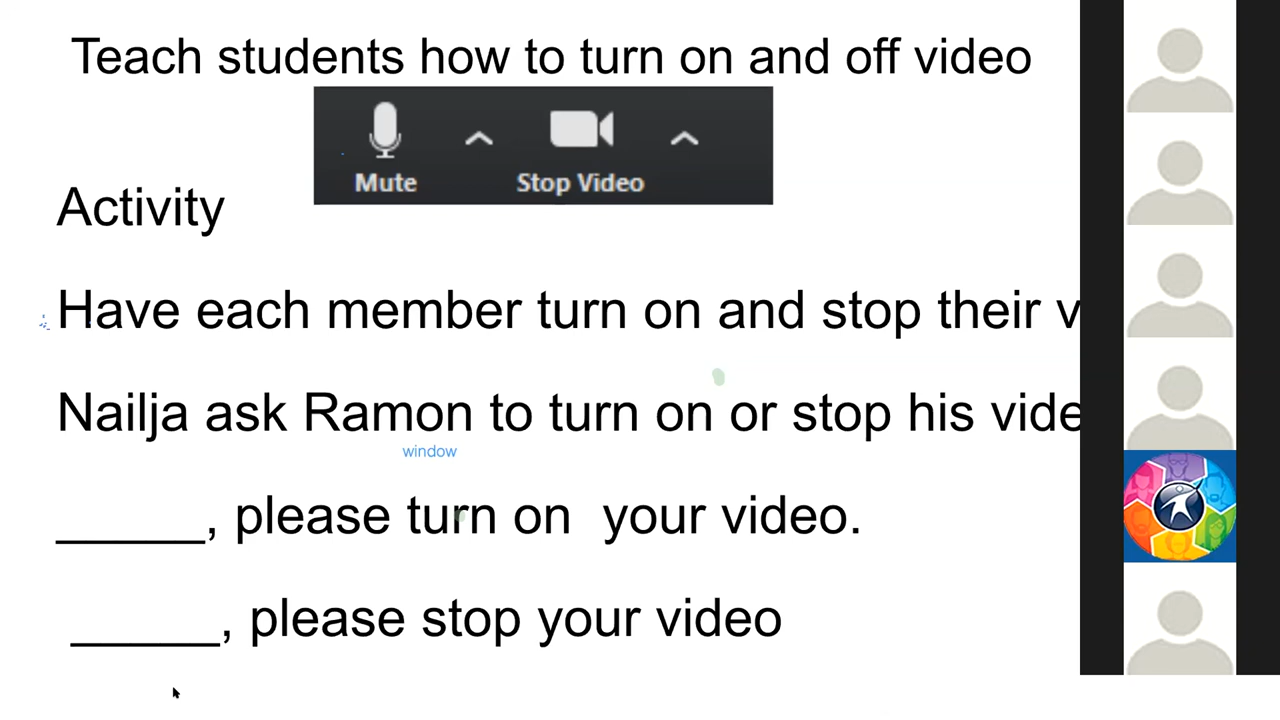 Teach students how to turn on and off video
Mute Stop Video
Activity
Have each member turn on and stop their v
Nailja ask Ramon to turn on or stop his vide
window
_____, please turn on your video.
_____, please stop your video